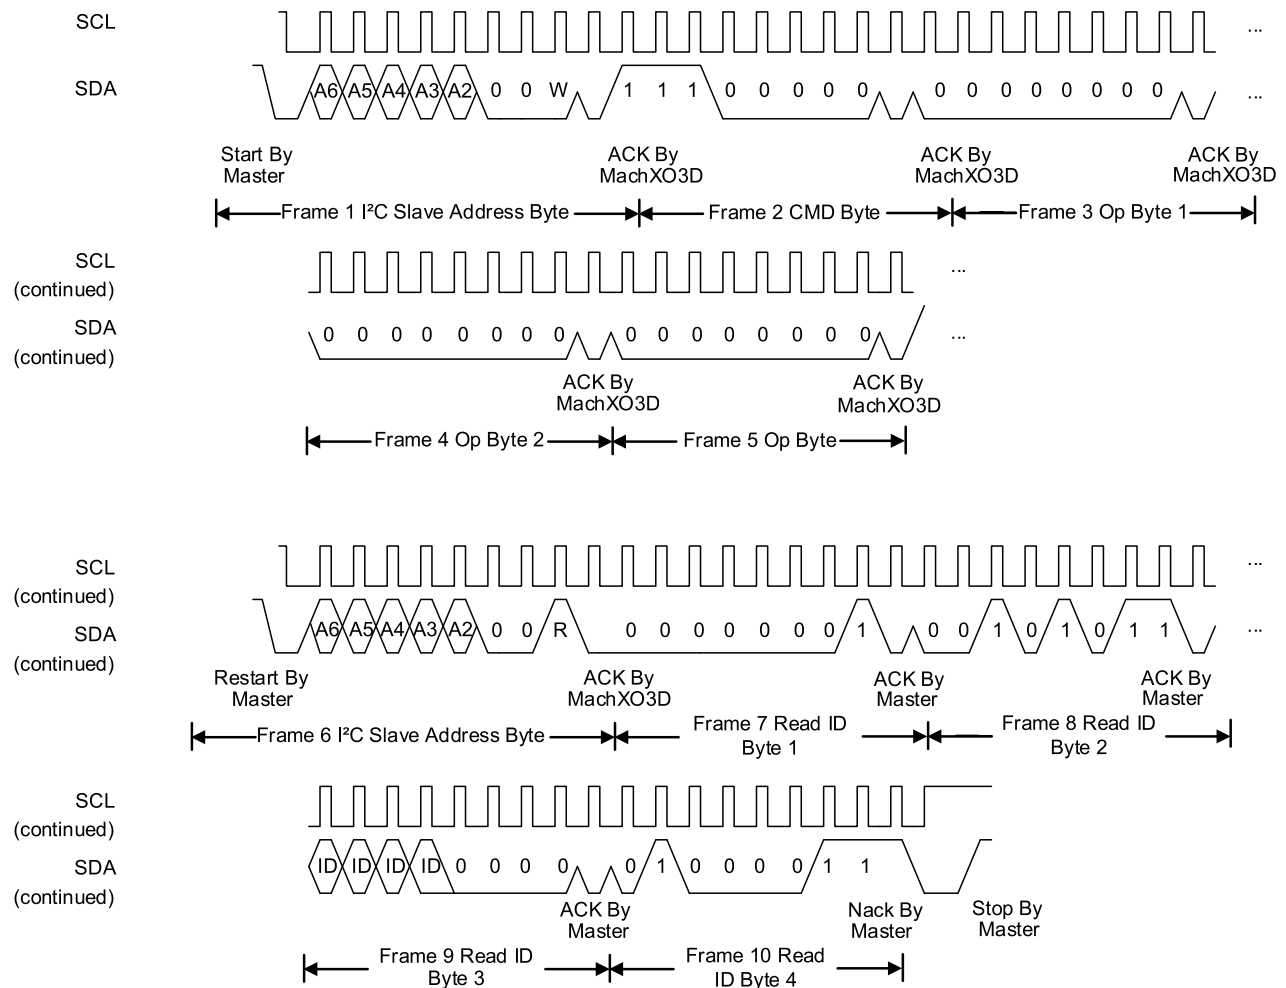 SCL
...
SDA
A6 A5 A4 A3 A2 0 0 W 1 1 1 0 0 0 0 0 0 0 0 0 0 0 0 0
...
Start By
Master
ACK By
MachXO3D
ACK By
MachXO3D
ACK By
MachXO3D
Frame 1 I²C Slave Address Byte
Frame 2 CMD Byte
Frame 3 Op Byte 1
SCL
(continued)
...
SDA
(continued)
0 0 0 0 0 0 0 0 0 0 0 0 0 0 0 0
...
ACK By
MachXO3D
ACK By
MachXO3D
Frame 4 Op Byte 2
Frame 5 Op Byte
SCL
(continued)
...
SDA
(continued)
A6 A5 A4 A3 A2 0 0 R 0 0 0 0 0 0 0 1 0 0 1 0 1 0 1 1
...
Restart By
Master
ACK By
MachXO3D
ACK By
Master
ACK By
Master
Frame 6 I²C Slave Address Byte
Frame 7 Read ID
Byte 1
Frame 8 Read ID
Byte 2
SCL
(continued)
SDA
(continued)
ID ID ID ID 0 0 0 0 0 1 0 0 0 0 1 1
ACK By
Master
Nack By
Master
Stop By
Master
Frame 9 Read ID
Byte 3
Frame 10 Read
ID Byte 4